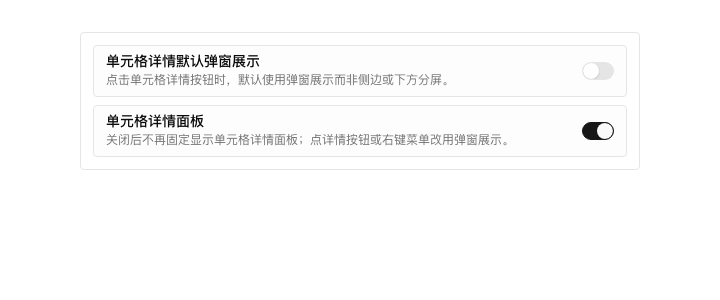 单元格详情默认弹窗展示
点击单元格详情按钮时，默认使用弹窗展示而非侧边或下方分屏。
单元格详情面板
关闭后不再固定显示单元格详情面板；点详情按钮或右键菜单改用弹窗展示。